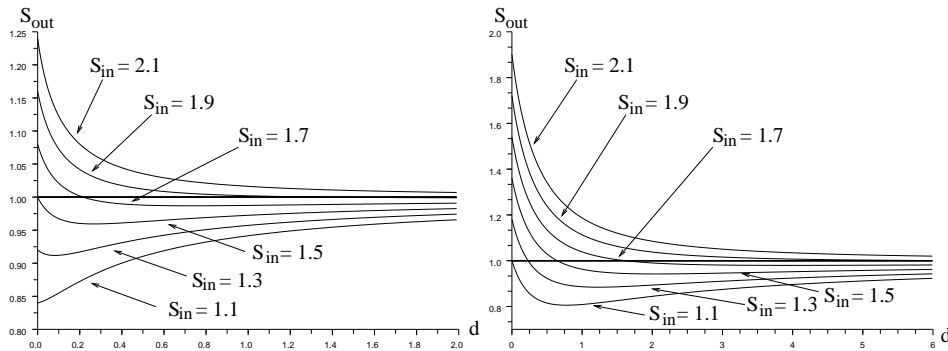 S_out
1.25
1.20
1.15
1.10
1.05
1.00
0.95
0.90
0.85
0.80
0.0 0.2 0.4 0.6 0.8 1.0 1.2 1.4 1.6 1.8 2.0
d
S_in = 2.1
S_in = 1.9
S_in = 1.7
S_in = 1.5
S_in = 1.3
S_in = 1.1
S_out
2.0
1.8
1.6
1.4
1.2
1.0
0.8
0 1 2 3 4 5 6
d
S_in = 2.1
S_in = 1.9
S_in = 1.7
S_in = 1.5
S_in = 1.3
S_in = 1.1